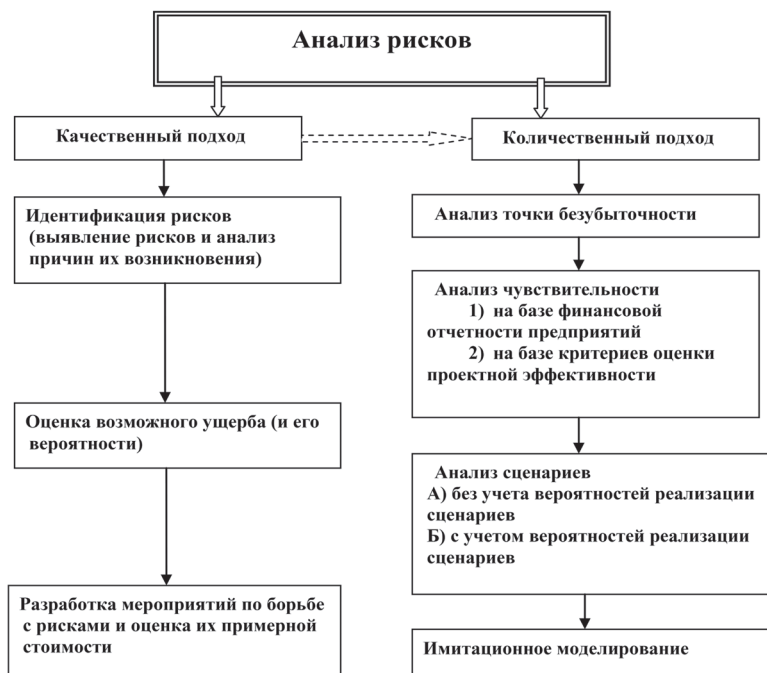 Анализ рисков
Качественный подход
Количественный подход
Идентификация рисков
(выявление рисков и анализ
причин их возникновения)
Оценка возможного ущерба (и его
вероятности)
Разработка мероприятий по борьбе
с рисками и оценка их примерной
стоимости
Анализ точки безубыточности
Анализ чувствительности
1) на базе финансовой
отчетности предприятий
2) на базе критериев оценки
проектной эффективности
Анализ сценариев
А) без учета вероятностей реализации
сценариев
Б) с учетом вероятностей реализации
сценариев
Имитационное моделирование